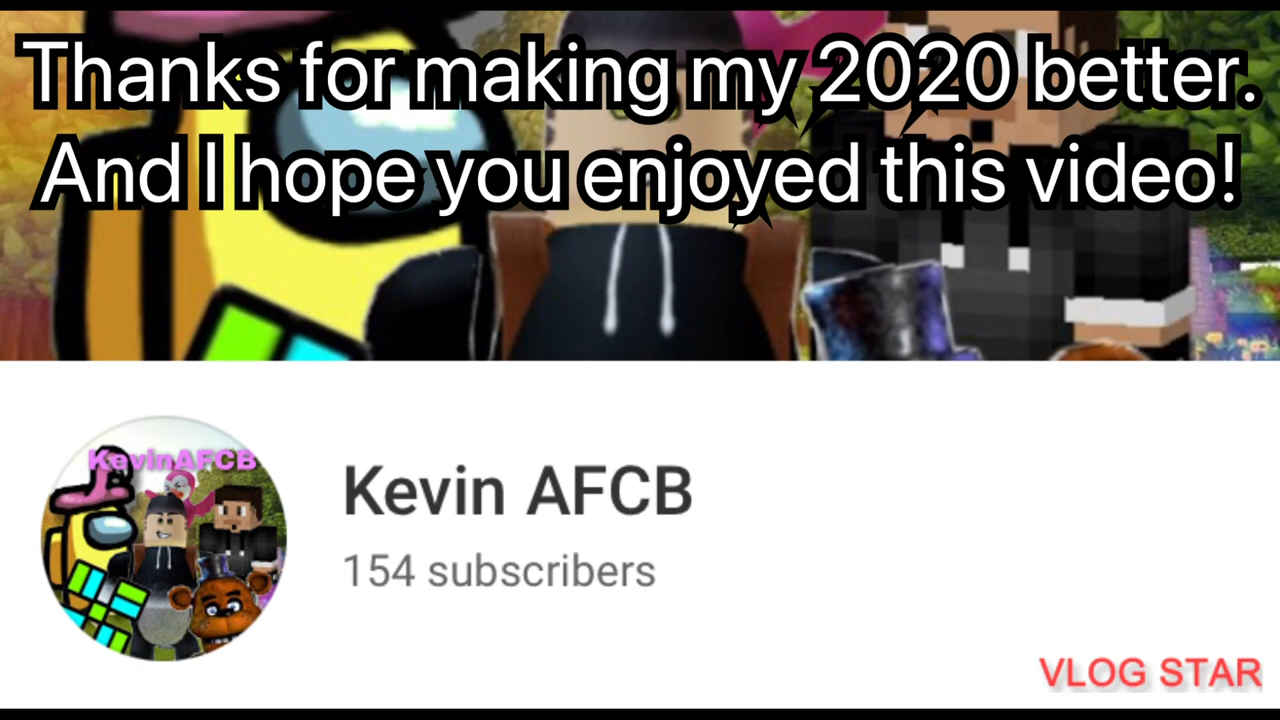 Thanks for making my 2020 better.
And I hope you enjoyed this video!
KevinAFCB
Kevin AFCB
154 subscribers
VLOG STAR